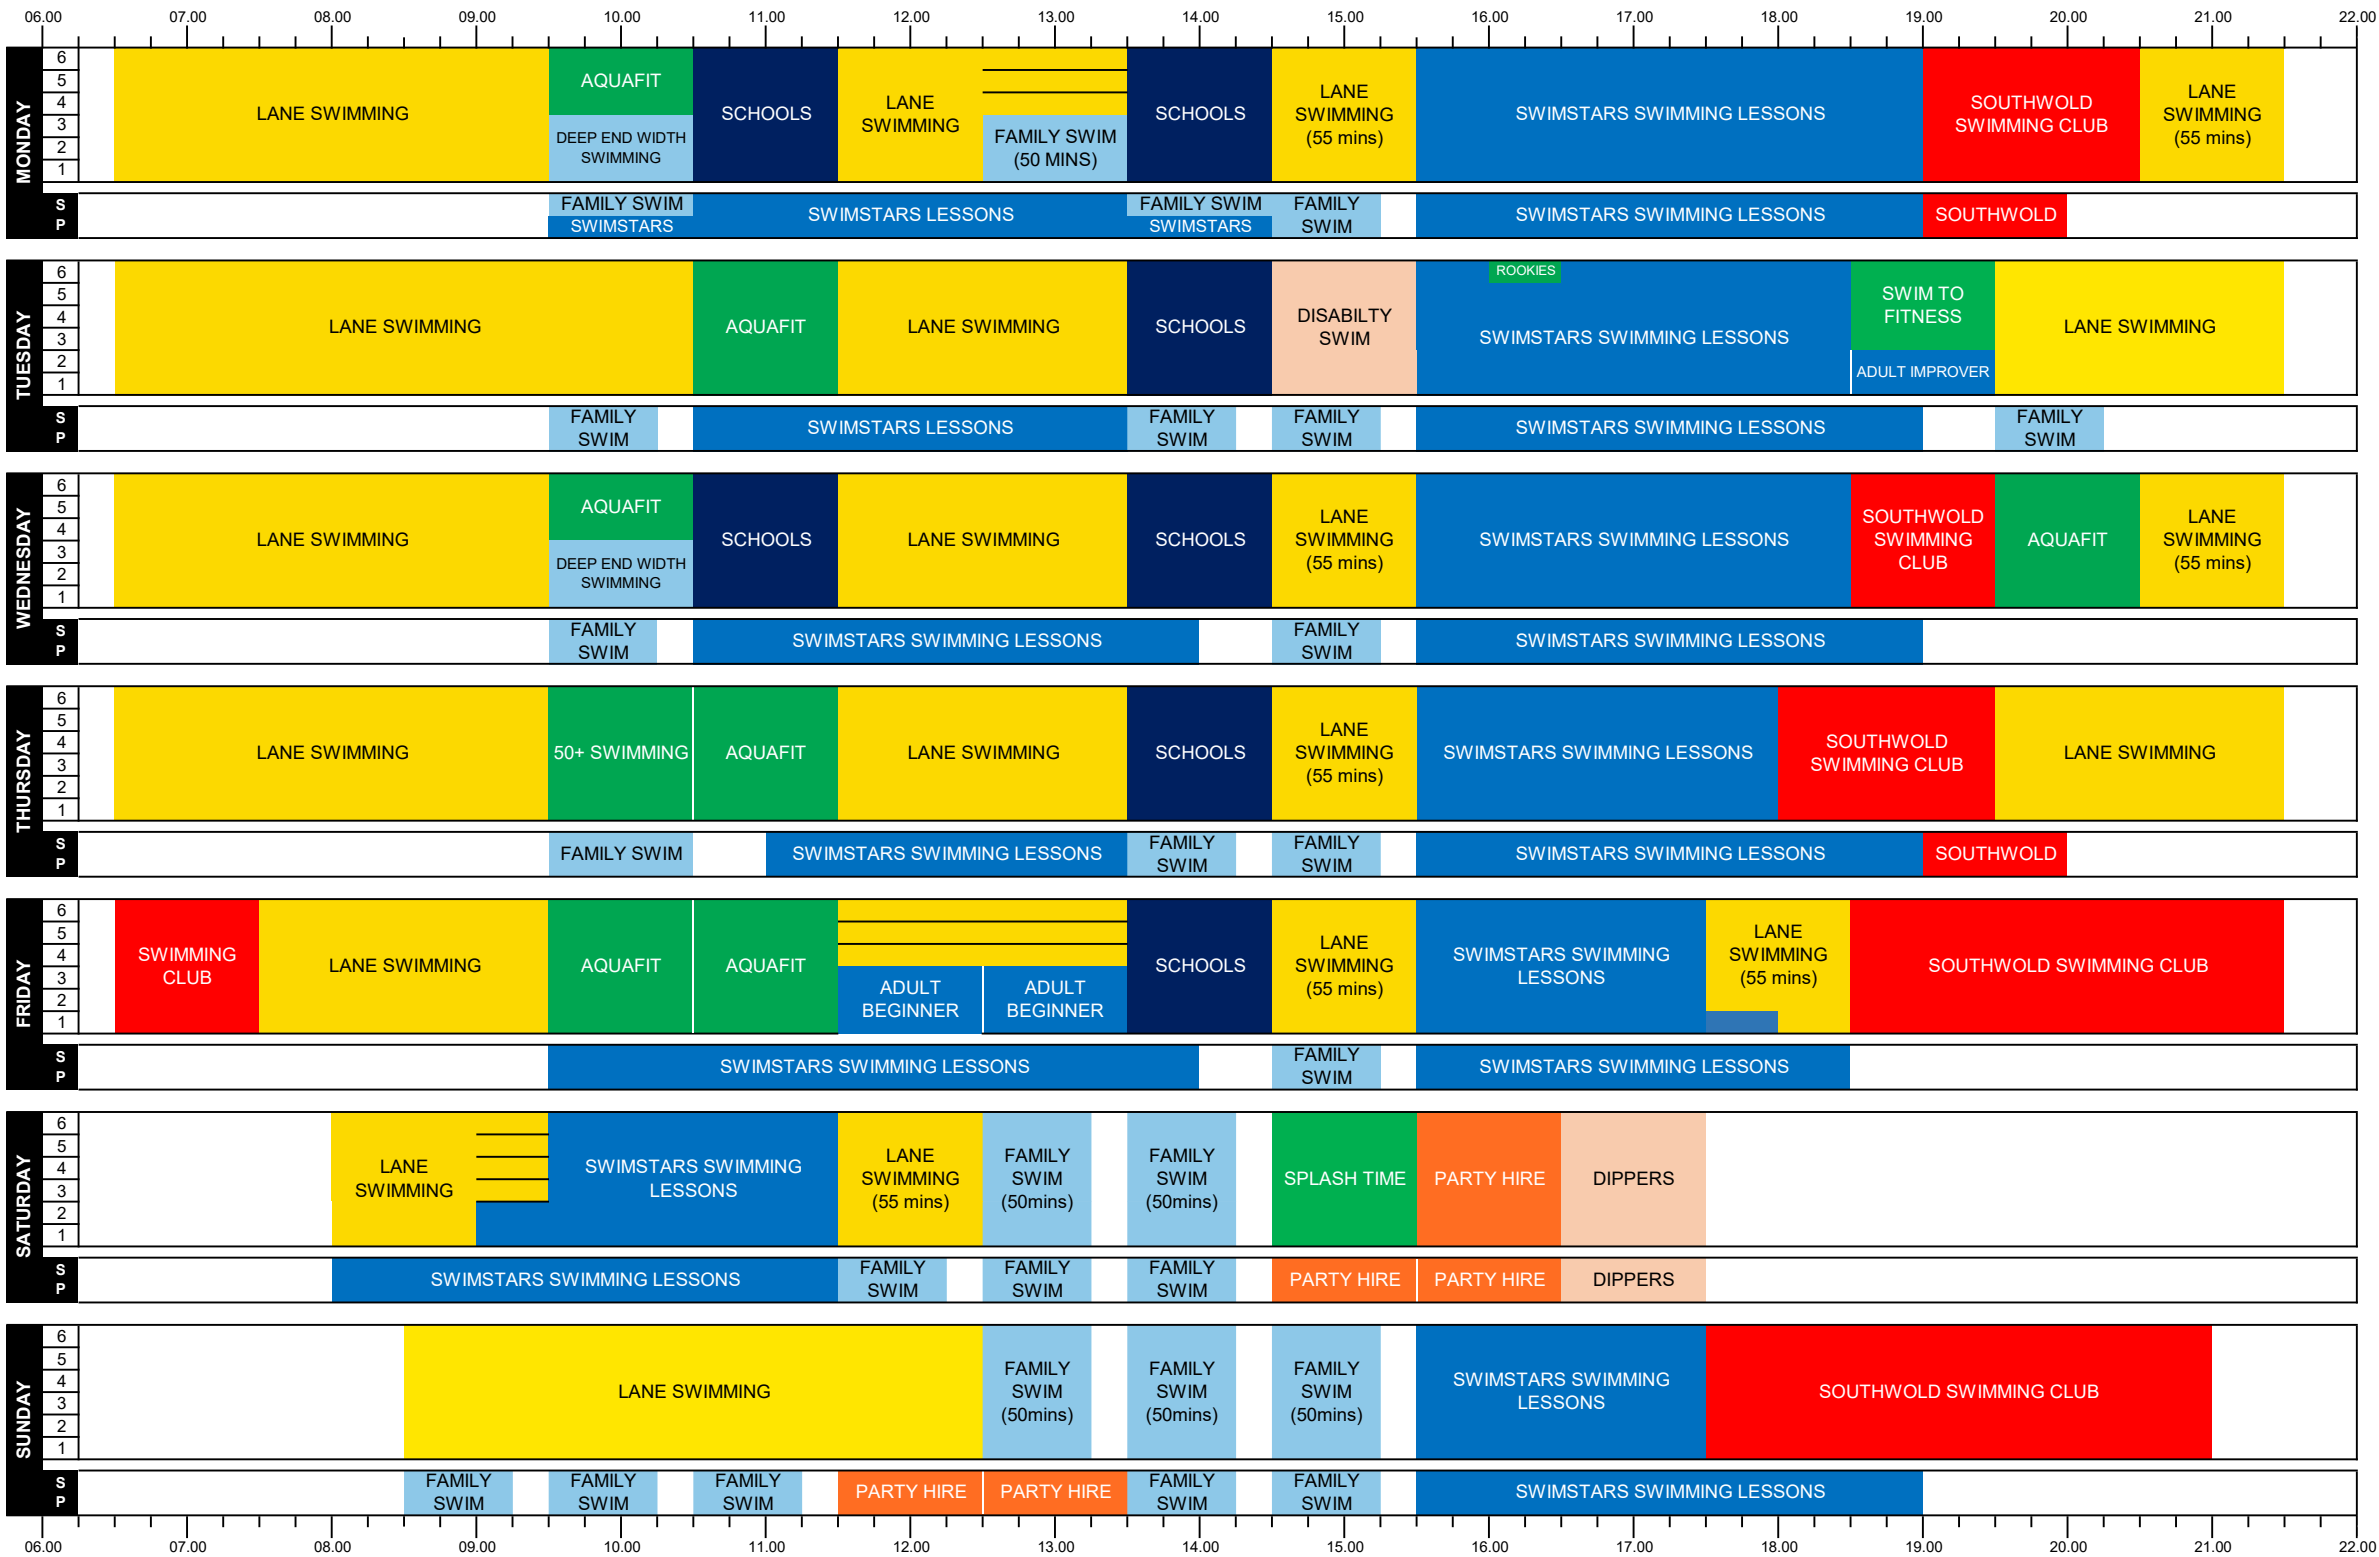 06.00 07.00 08.00 09.00 10.00 11.00 12.00 13.00 14.00 15.00 16.00 17.00 18.00 19.00 20.00 21.00 22.00
MONDAY
6
5
4
3
2
1
LANE SWIMMING
AQUAFIT
DEEP END WIDTH
SWIMMING
SCHOOLS
LANE
SWIMMING
FAMILY SWIM
(50 MINS)
SCHOOLS
LANE
SWIMMING
(55 mins)
SWIMSTARS SWIMMING LESSONS
SOUTHWOLD
SWIMMING CLUB
LANE
SWIMMING
(55 mins)
S
P
FAMILY SWIM
SWIMSTARS
SWIMSTARS LESSONS
FAMILY SWIM
SWIMSTARS
FAMILY
SWIM
SWIMSTARS SWIMMING LESSONS
SOUTHWOLD
TUESDAY
6
5
4
3
2
1
LANE SWIMMING
AQUAFIT
LANE SWIMMING
SCHOOLS
DISABILTY
SWIM
ROOKIES
SWIMSTARS SWIMMING LESSONS
SWIM TO
FITNESS
ADULT IMPROVER
LANE SWIMMING
S
P
FAMILY
SWIM
SWIMSTARS LESSONS
FAMILY
SWIM
FAMILY
SWIM
SWIMSTARS SWIMMING LESSONS
FAMILY
SWIM
WEDNESDAY
6
5
4
3
2
1
LANE SWIMMING
AQUAFIT
DEEP END WIDTH
SWIMMING
SCHOOLS
LANE SWIMMING
SCHOOLS
LANE
SWIMMING
(55 mins)
SWIMSTARS SWIMMING LESSONS
SOUTHWOLD
SWIMMING
CLUB
AQUAFIT
LANE
SWIMMING
(55 mins)
S
P
FAMILY
SWIM
SWIMSTARS SWIMMING LESSONS
FAMILY
SWIM
SWIMSTARS SWIMMING LESSONS
THURSDAY
6
5
4
3
2
1
LANE SWIMMING
50+ SWIMMING
AQUAFIT
LANE SWIMMING
SCHOOLS
LANE
SWIMMING
(55 mins)
SWIMSTARS SWIMMING LESSONS
SOUTHWOLD
SWIMMING CLUB
LANE SWIMMING
S
P
FAMILY SWIM
SWIMSTARS SWIMMING LESSONS
FAMILY
SWIM
FAMILY
SWIM
SWIMSTARS SWIMMING LESSONS
SOUTHWOLD
FRIDAY
6
5
4
3
2
1
SWIMMING
CLUB
LANE SWIMMING
AQUAFIT
AQUAFIT
ADULT
BEGINNER
ADULT
BEGINNER
SCHOOLS
LANE
SWIMMING
(55 mins)
SWIMSTARS SWIMMING
LESSONS
LANE
SWIMMING
(55 mins)
SOUTHWOLD SWIMMING CLUB
S
P
SWIMSTARS SWIMMING LESSONS
FAMILY
SWIM
SWIMSTARS SWIMMING LESSONS
SATURDAY
6
5
4
3
2
1
LANE
SWIMMING
SWIMSTARS SWIMMING
LESSONS
LANE
SWIMMING
(55 mins)
FAMILY
SWIM
(50mins)
FAMILY
SWIM
(50mins)
SPLASH TIME
PARTY HIRE
DIPPERS
S
P
SWIMSTARS SWIMMING LESSONS
FAMILY
SWIM
FAMILY
SWIM
FAMILY
SWIM
PARTY HIRE
PARTY HIRE
DIPPERS
SUNDAY
6
5
4
3
2
1
LANE SWIMMING
FAMILY
SWIM
(50mins)
FAMILY
SWIM
(50mins)
FAMILY
SWIM
(50mins)
SWIMSTARS SWIMMING
LESSONS
SOUTHWOLD SWIMMING CLUB
S
P
FAMILY
SWIM
FAMILY
SWIM
FAMILY
SWIM
PARTY HIRE
PARTY HIRE
FAMILY
SWIM
FAMILY
SWIM
SWIMSTARS SWIMMING LESSONS
06.00 07.00 08.00 09.00 10.00 11.00 12.00 13.00 14.00 15.00 16.00 17.00 18.00 19.00 20.00 21.00 22.00